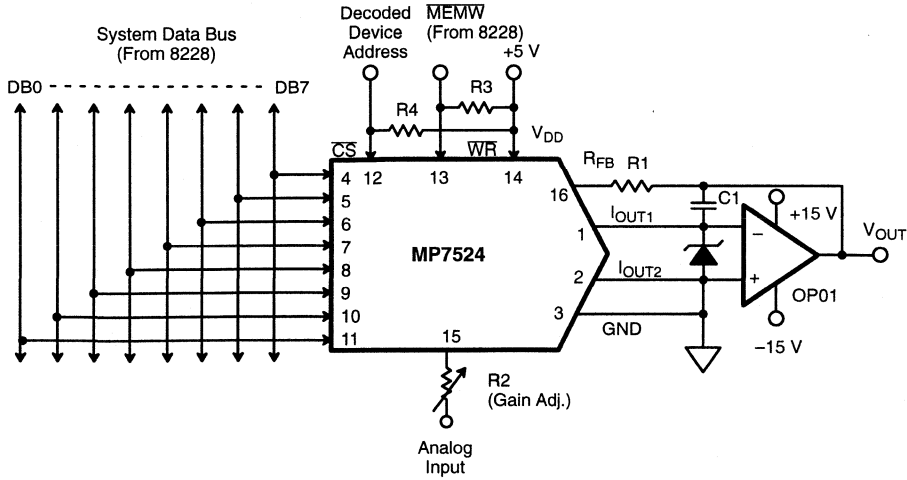 System Data Bus
(From 8228)
Decoded
Device
Address
MEMW
(From 8228)
+5 V
DB0
DB7
R3
R4
VDD
CS
WR
12
13
14
4
5
6
7
8
9
10
11
MP7524
15
16
1
2
3
RFB
R1
C1
IOUT1
IOUT2
GND
+15 V
−
+
OP01
−15 V
VOUT
R2
(Gain Adj.)
Analog
Input